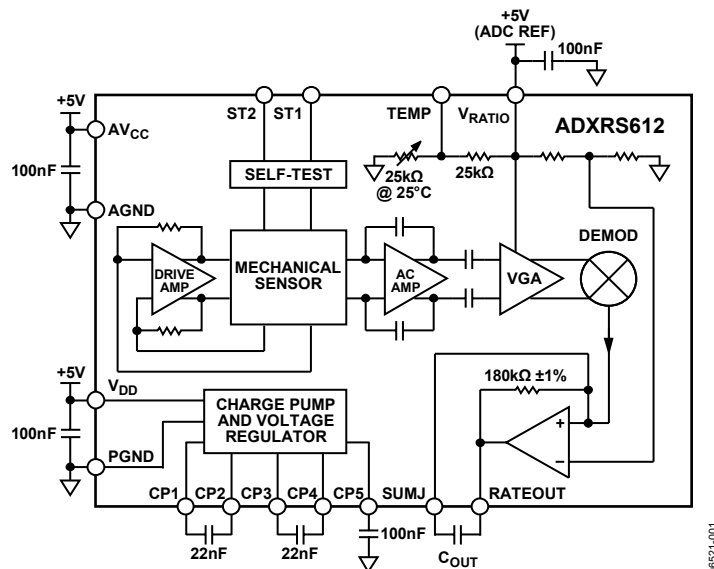 +5V
(ADC REF)
100nF
+5V
ST2 ST1 TEMP VRATIO
ADXRS612
AVCC
100nF
25kΩ
@ 25°C
25kΩ
SELF-TEST
AGND
DEMOD
DRIVE
AMP
MECHANICAL
SENSOR
AC
AMP
VGA
+5V
VDD
180kΩ ±1%
100nF
CHARGE PUMP
AND VOLTAGE
REGULATOR
+
–
PGND
CP1 CP2 CP3 CP4 CP5 SUMJ RATEOUT
22nF
22nF
100nF
COUT